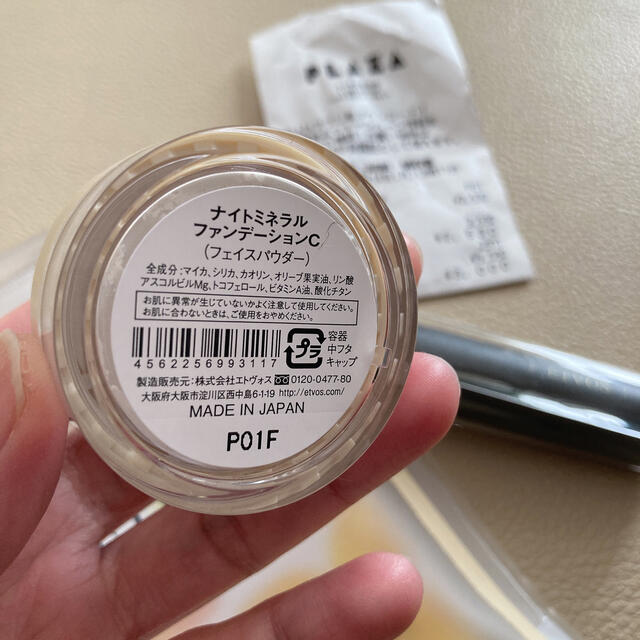 PLAZA
ナイトミネラル
ファンデーションC
(フェイスパウダー)
全成分:マイカ、シリカ、カオリン、オリーブ果実油、リン酸
アスコルビルMg、トコフェロール、ビタミンA油、酸化チタン
お肌に異常が生じていないかよく注意して使用してください。
お肌に合わないときは、ご使用をおやめください。
4562256993117
プラ
容器
中フタ
キャップ
製造販売元:株式会社エトヴォス 0120-0477-80
大阪府大阪市淀川区西中島6-1-19 http://etvos.com/
MADE IN JAPAN
P01F
ETVOS